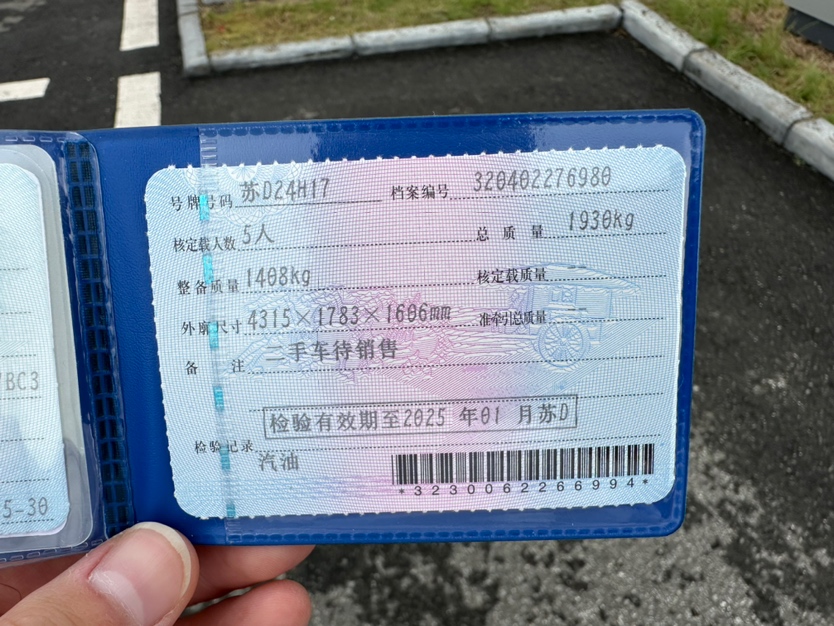 号牌号码 苏D24H17 档案编号 320402276980
核定载人数 5人 总质量 1930kg
整备质量 1408kg 核定载质量
外廓尺寸 4315×1783×1606mm 准牵引总质量 ——
备注 二手车待销售
检验有效期至2025 年01 月苏D
检验记录
汽油
*3230062266994*
7BC3
5-30